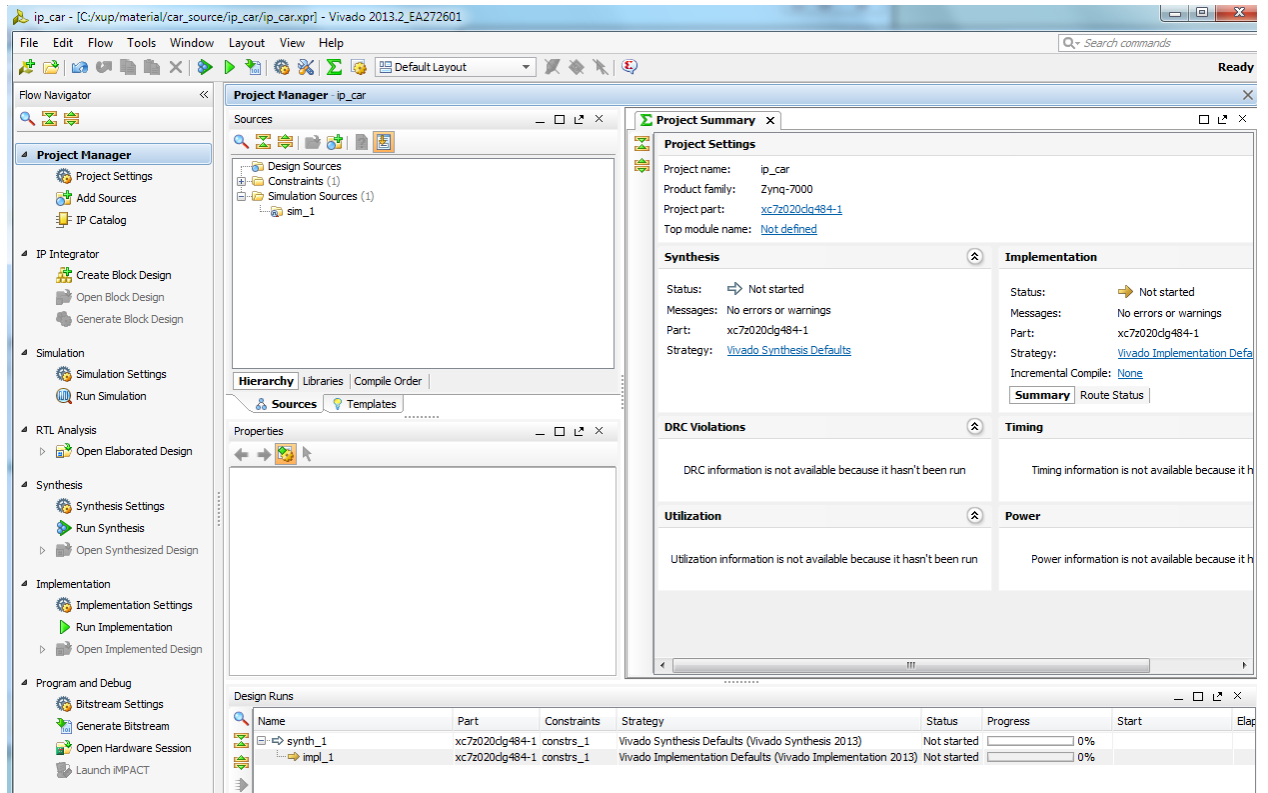 ip_car - [C:/xup/material/car_source/ip_car/ip_car.xpr] - Vivado 2013.2_EA272601
File Edit Flow Tools Window Layout View Help
Search commands
Default Layout
Ready
Flow Navigator
Project Manager
Project Settings
Add Sources
IP Catalog
IP Integrator
Create Block Design
Open Block Design
Generate Block Design
Simulation
Simulation Settings
Run Simulation
RTL Analysis
Open Elaborated Design
Synthesis
Synthesis Settings
Run Synthesis
Open Synthesized Design
Implementation
Implementation Settings
Run Implementation
Open Implemented Design
Program and Debug
Bitstream Settings
Generate Bitstream
Open Hardware Session
Launch iMPACT
Project Manager - ip_car
Sources
Design Sources
Constraints (1)
Simulation Sources (1)
sim_1
Hierarchy Libraries Compile Order
Sources Templates
Properties
Project Summary
Project Settings
Project name: ip_car
Product family: Zynq-7000
Project part: xc7z020clg484-1
Top module name: Not defined
Synthesis
Status: Not started
Messages: No errors or warnings
Part: xc7z020clg484-1
Strategy: Vivado Synthesis Defaults
Implementation
Status: Not started
Messages: No errors or warnings
Part: xc7z020clg484-1
Strategy: Vivado Implementation Defa
Incremental Compile: None
Summary Route Status
DRC Violations
DRC information is not available because it hasn't been run
Timing
Timing information is not available because it h
Utilization
Utilization information is not available because it hasn't been run
Power
Power information is not available because it h
Design Runs
Name Part Constraints Strategy Status Progress Start Elap
synth_1 xc7z020clg484-1 constrs_1 Vivado Synthesis Defaults (Vivado Synthesis 2013) Not started 0%
impl_1 xc7z020clg484-1 constrs_1 Vivado Implementation Defaults (Vivado Implementation 2013) Not started 0%